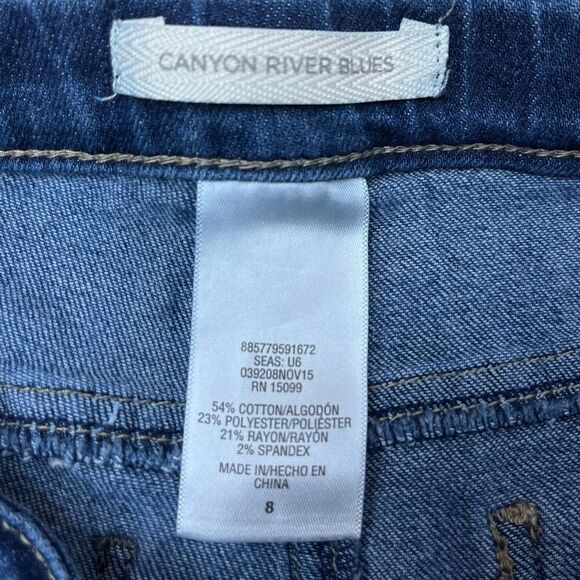 CANYON RIVER BLUES
885779591672
SEAS: U6
039208NOV15
RN 15099
54% COTTON/ALGODÓN
23% POLYESTER/POLIÉSTER
21% RAYON/RAYÓN
2% SPANDEX
MADE IN/HECHO EN
CHINA
8